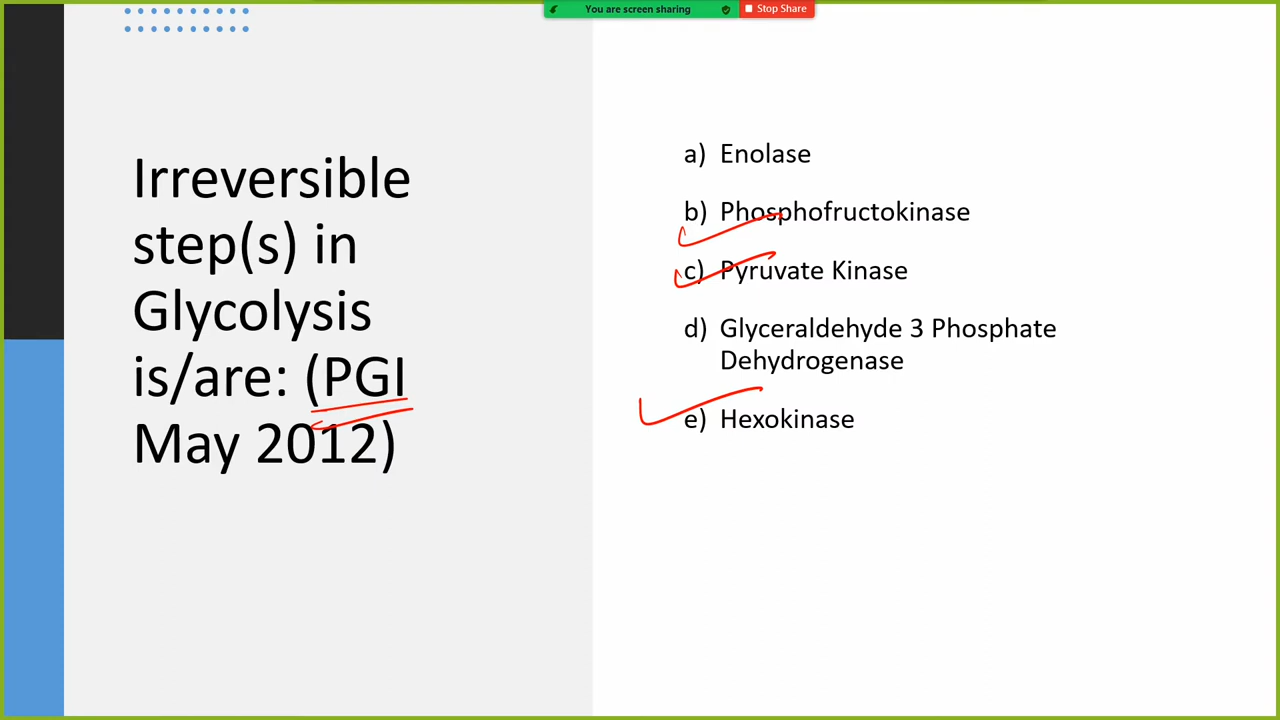 You are screen sharing
Stop Share
Irreversible
step(s) in
Glycolysis
is/are: (PGI
May 2012)
a) Enolase
b) Phosphofructokinase
c) Pyruvate Kinase
d) Glyceraldehyde 3 Phosphate
Dehydrogenase
e) Hexokinase